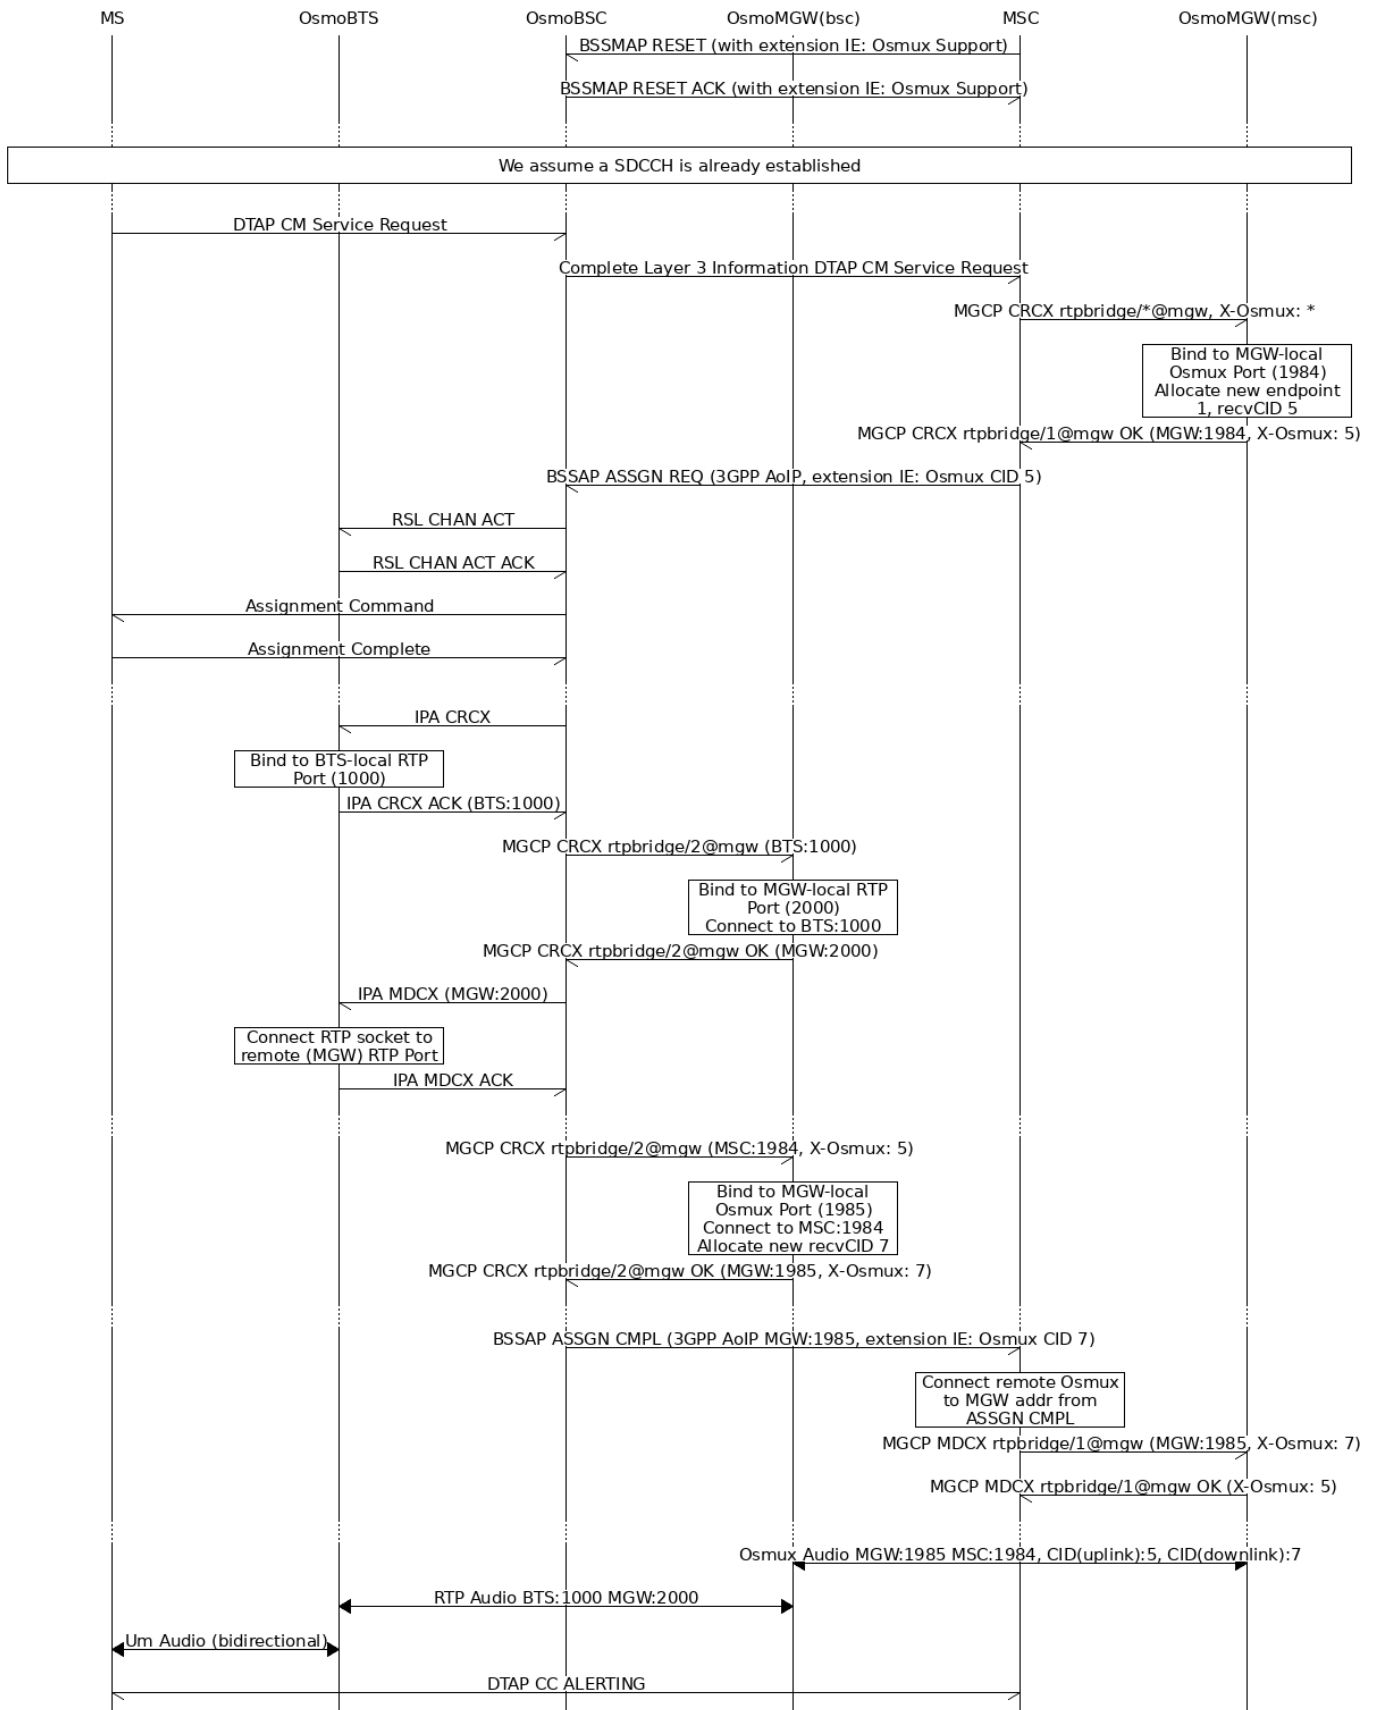 MS OsmoBTS OsmoBSC OsmoMGW(bsc) MSC OsmoMGW(msc)
BSSMAP RESET (with extension IE: Osmux Support)
BSSMAP RESET ACK (with extension IE: Osmux Support)
We assume a SDCCH is already established
DTAP CM Service Request
Complete Layer 3 Information DTAP CM Service Request
MGCP CRCX rtpbridge/*@mgw, X-Osmux: *
Bind to MGW-local
Osmux Port (1984)
Allocate new endpoint
1, recvCID 5
MGCP CRCX rtpbridge/1@mgw OK (MGW:1984, X-Osmux: 5)
BSSAP ASSGN REQ (3GPP AoIP, extension IE: Osmux CID 5)
RSL CHAN ACT
RSL CHAN ACT ACK
Assignment Command
Assignment Complete
IPA CRCX
Bind to BTS-local RTP
Port (1000)
IPA CRCX ACK (BTS:1000)
MGCP CRCX rtpbridge/2@mgw (BTS:1000)
Bind to MGW-local RTP
Port (2000)
Connect to BTS:1000
MGCP CRCX rtpbridge/2@mgw OK (MGW:2000)
IPA MDCX (MGW:2000)
Connect RTP socket to
remote (MGW) RTP Port
IPA MDCX ACK
MGCP CRCX rtpbridge/2@mgw (MSC:1984, X-Osmux: 5)
Bind to MGW-local
Osmux Port (1985)
Connect to MSC:1984
Allocate new recvCID 7
MGCP CRCX rtpbridge/2@mgw OK (MGW:1985, X-Osmux: 7)
BSSAP ASSGN CMPL (3GPP AoIP MGW:1985, extension IE: Osmux CID 7)
Connect remote Osmux
to MGW addr from
ASSGN CMPL
MGCP MDCX rtpbridge/1@mgw (MGW:1985, X-Osmux: 7)
MGCP MDCX rtpbridge/1@mgw OK (X-Osmux: 5)
Osmux Audio MGW:1985 MSC:1984, CID(uplink):5, CID(downlink):7
RTP Audio BTS:1000 MGW:2000
Um Audio (bidirectional)
DTAP CC ALERTING